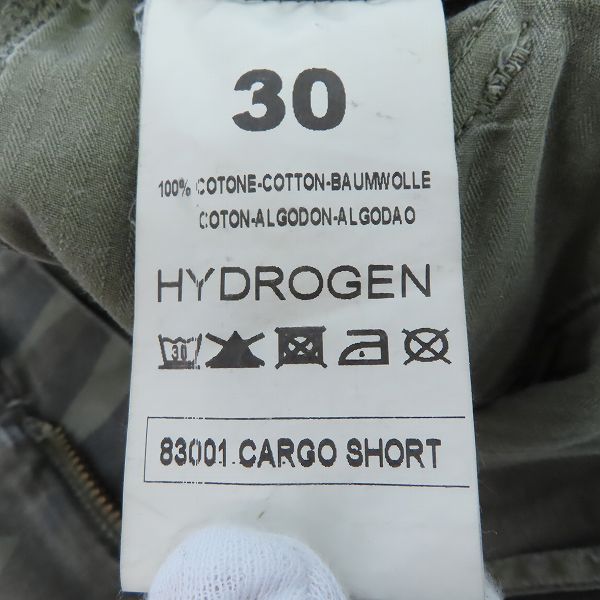 30
100% COTONE-COTTON-BAUMWOLLE
COTON-ALGODON-ALGODAO
HYDROGEN
30
83001 CARGO SHORT